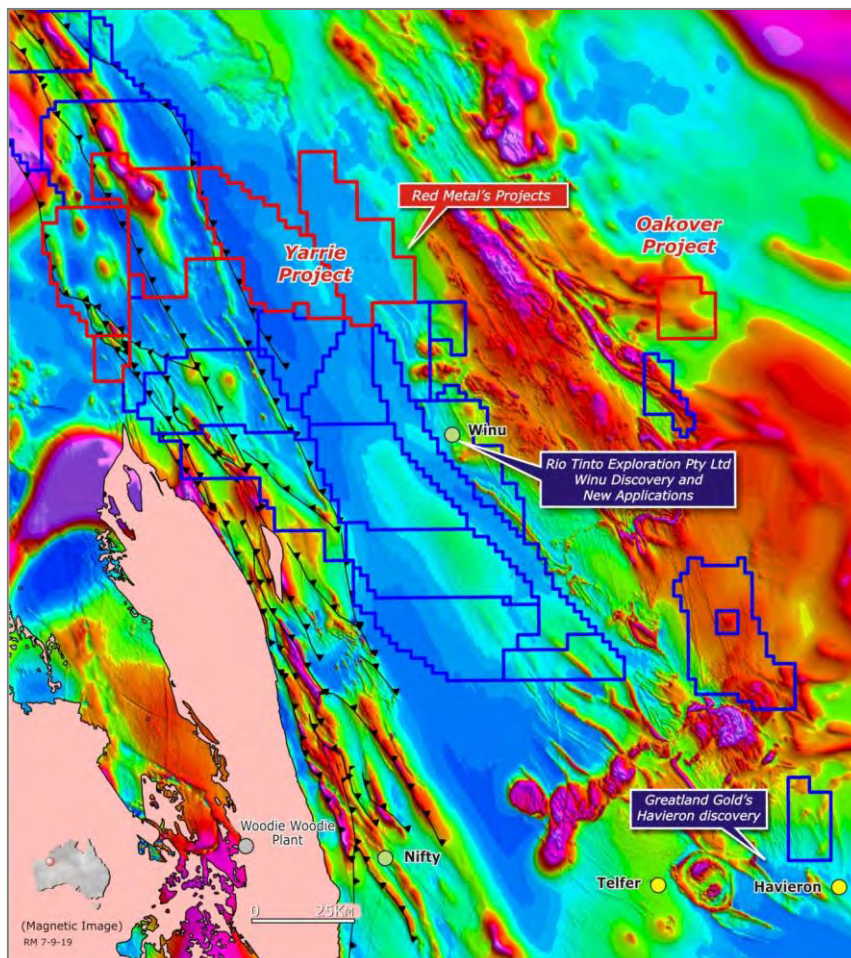 Red Metal's Projects
Oakover
Project
Yarrie
Project
Winu
Rio Tinto Exploration Pty Ltd
Winu Discovery and
New Applications
Greatland Gold's
Havieron discovery
Woodie Woodie
Plant
Nifty
Telfer
Havieron
0 25KM
(Magnetic Image)
RM 7-9-19